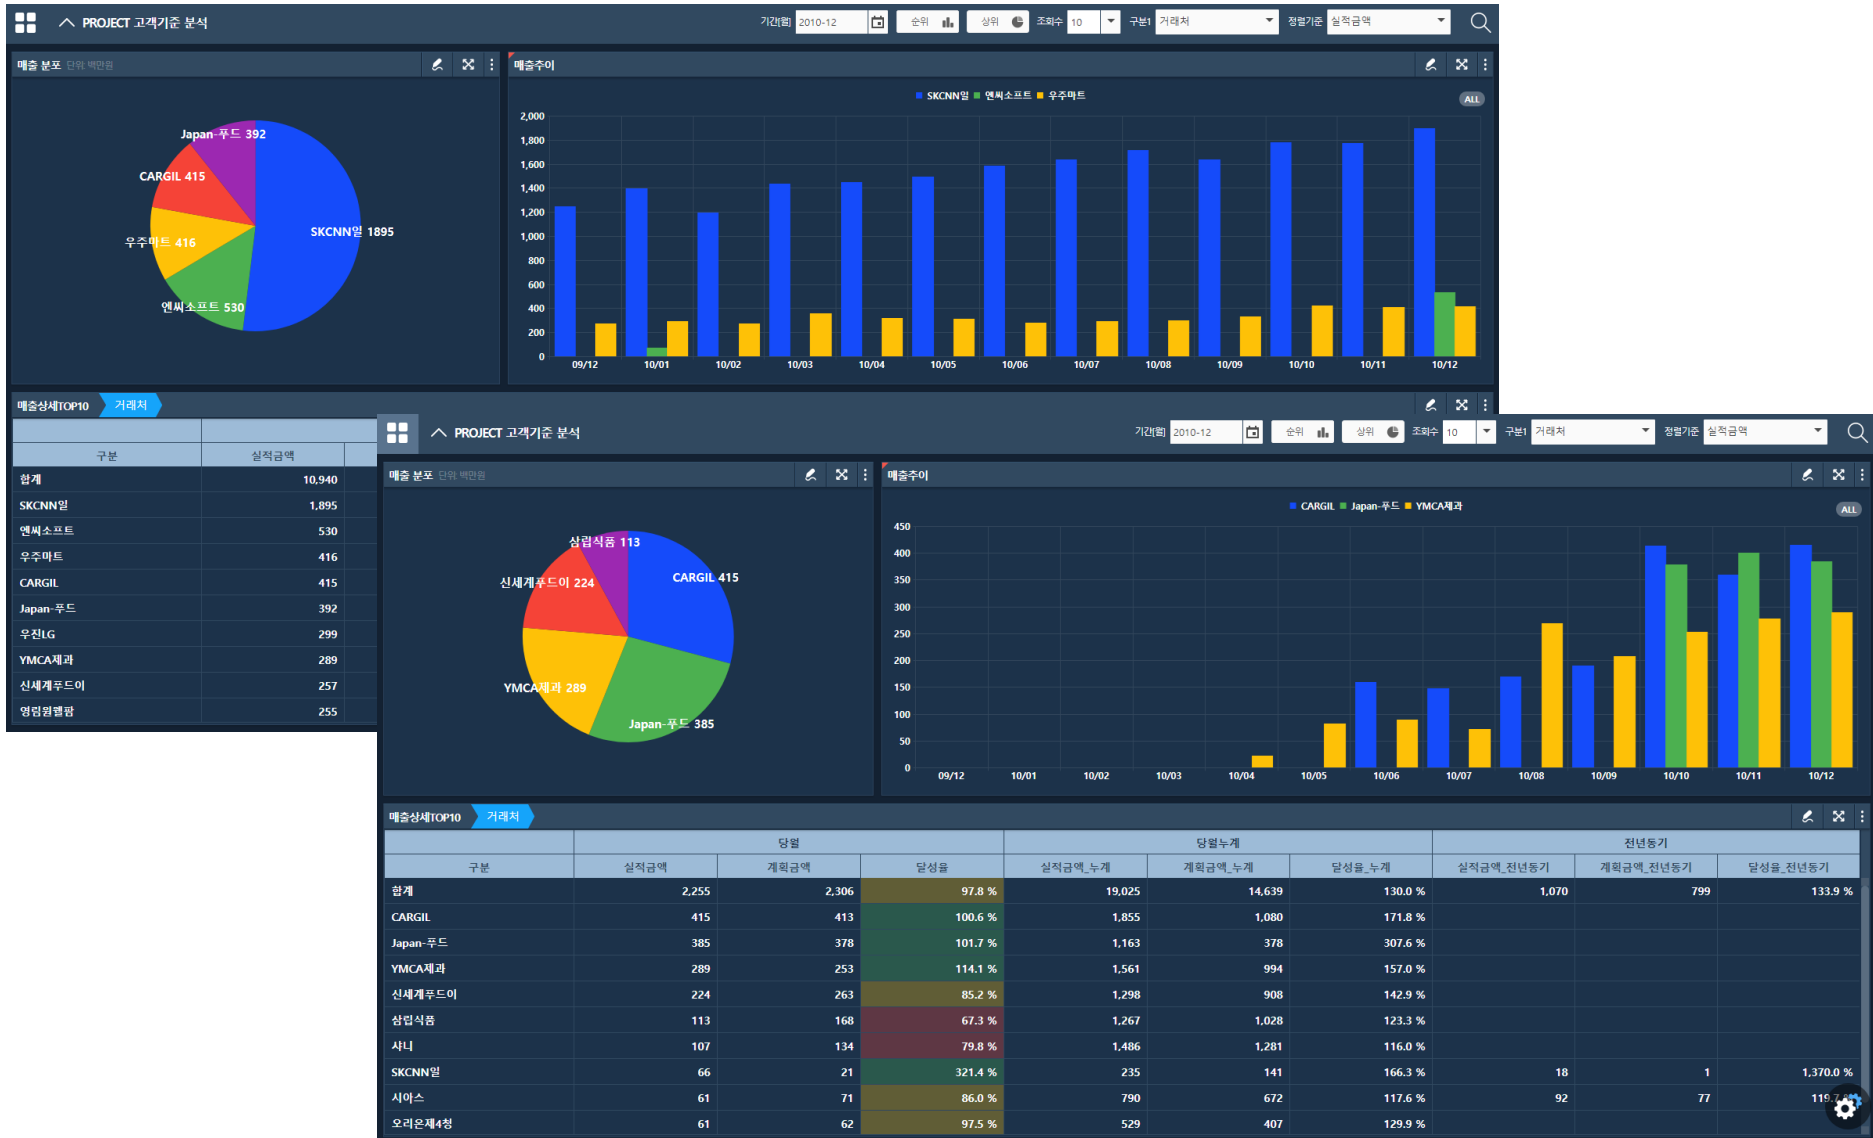 PROJECT 고객기준 분석 기간[월] 2010-12 순위 상위 조회수 10 구분1 거래처 정렬기준 실적금액
매출 분포 단위: 백만원
Japan-푸드 392
CARGIL 415
우주마트 416
엔씨소프트 530
SKCNN일 1895
매출추이
SKCNN일 엔씨소프트 우주마트
ALL
2,000
1,800
1,600
1,400
1,200
1,000
800
600
400
200
0
09/12 10/01 10/02 10/03 10/04 10/05 10/06 10/07 10/08 10/09 10/10 10/11 10/12
매출상세TOP10 거래처
구분 실적금액
합계 10,940
SKCNN일 1,895
엔씨소프트 530
우주마트 416
CARGIL 415
Japan-푸드 392
우진LG 299
YMCA제과 289
신세계푸드이 257
영림원웰팜 255
PROJECT 고객기준 분석 기간[월] 2010-12 순위 상위 조회수 10 구분1 거래처 정렬기준 실적금액
매출 분포 단위: 백만원
삼립식품 113
신세계푸드이 224
CARGIL 415
YMCA제과 289
Japan-푸드 385
매출추이
CARGIL Japan-푸드 YMCA제과
ALL
450
400
350
300
250
200
150
100
50
0
09/12 10/01 10/02 10/03 10/04 10/05 10/06 10/07 10/08 10/09 10/10 10/11 10/12
매출상세TOP10 거래처
당월 당월누계 전년동기
구분 실적금액 계획금액 달성율 실적금액_누계 계획금액_누계 달성율_누계 실적금액_전년동기 계획금액_전년동기 달성율_전년동기
합계 2,255 2,306 97.8 % 19,025 14,639 130.0 % 1,070 799 133.9 %
CARGIL 415 413 100.6 % 1,855 1,080 171.8 %
Japan-푸드 385 378 101.7 % 1,163 378 307.6 %
YMCA제과 289 253 114.1 % 1,561 994 157.0 %
신세계푸드이 224 263 85.2 % 1,298 908 142.9 %
삼립식품 113 168 67.3 % 1,267 1,028 123.3 %
샤니 107 134 79.8 % 1,486 1,281 116.0 %
SKCNN일 66 21 321.4 % 235 141 166.3 % 18 1 1,370.0 %
시아스 61 71 86.0 % 790 672 117.6 % 92 77 119.7
오리온제4청 61 62 97.5 % 529 407 129.9 %